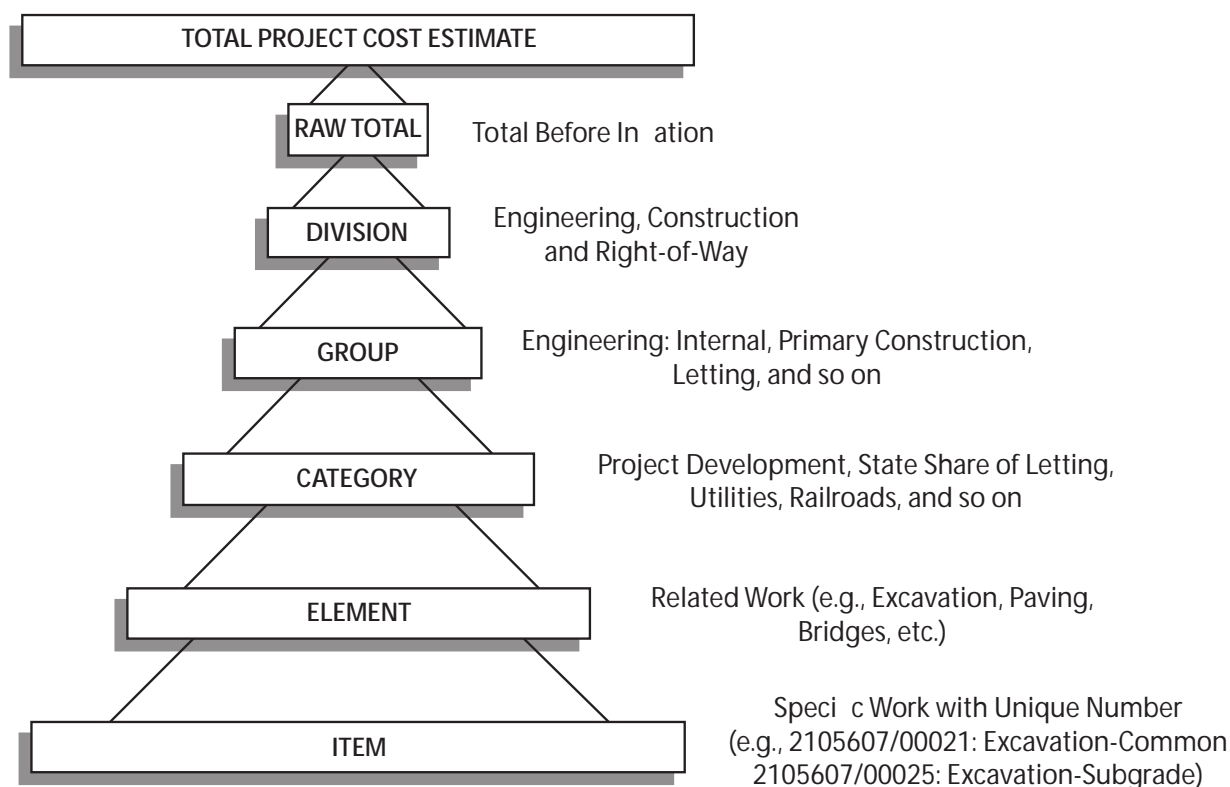 TOTAL PROJECT COST ESTIMATE
RAW TOTAL
Total Before In ation
DIVISION
Engineering, Construction
and Right-of-Way
GROUP
Engineering: Internal, Primary Construction,
Letting, and so on
CATEGORY
Project Development, State Share of Letting,
Utilities, Railroads, and so on
ELEMENT
Related Work (e.g., Excavation, Paving,
Bridges, etc.)
ITEM
Speci c Work with Unique Number
(e.g., 2105607/00021: Excavation-Common
2105607/00025: Excavation-Subgrade)